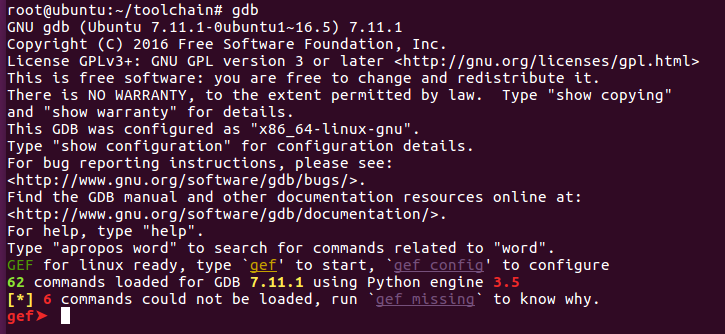 root@ubuntu:~/toolchain# gdb
GNU gdb (Ubuntu 7.11.1-0ubuntu1~16.5) 7.11.1
Copyright (C) 2016 Free Software Foundation, Inc.
License GPLv3+: GNU GPL version 3 or later <http://gnu.org/licenses/gpl.html>
This is free software: you are free to change and redistribute it.
There is NO WARRANTY, to the extent permitted by law.  Type "show copying"
and "show warranty" for details.
This GDB was configured as "x86_64-linux-gnu".
Type "show configuration" for configuration details.
For bug reporting instructions, please see:
<http://www.gnu.org/software/gdb/bugs/>.
Find the GDB manual and other documentation resources online at:
<http://www.gnu.org/software/gdb/documentation/>.
For help, type "help".
Type "apropos word" to search for commands related to "word".
GEF for linux ready, type `gef' to start, `gef config' to configure
62 commands loaded for GDB 7.11.1 using Python engine 3.5
[*] 6 commands could not be loaded, run `gef missing` to know why.
gef➤